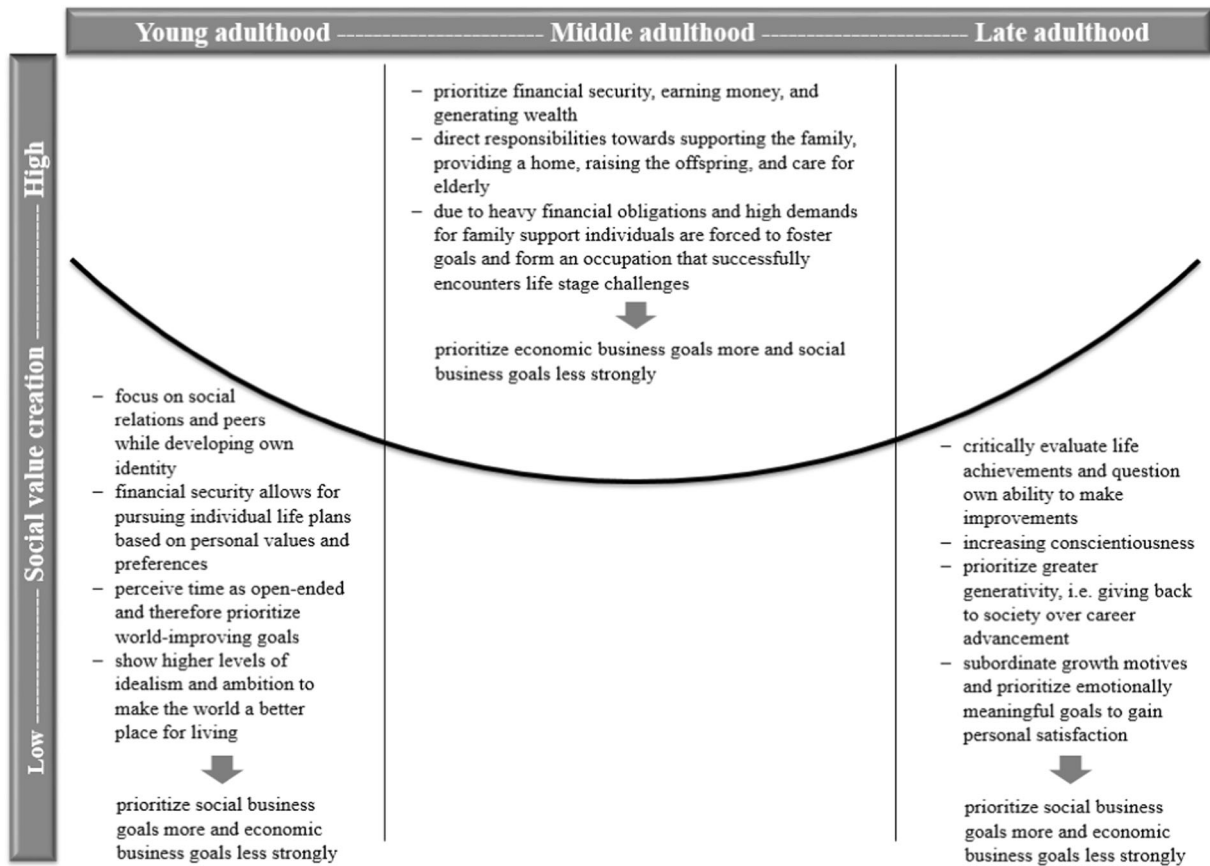 Young adulthood ----------------------- Middle adulthood ----------------------- Late adulthood
Low ------------ Social value creation ------------ High
– focus on social
relations and peers
while developing own
identity
– financial security allows for
pursuing individual life plans
based on personal values and
preferences
– perceive time as open-ended
and therefore prioritize
world-improving goals
– show higher levels of
idealism and ambition to
make the world a better
place for living
prioritize social business
goals more and economic
business goals less strongly
– prioritize financial security, earning money, and
generating wealth
– direct responsibilities towards supporting the family,
providing a home, raising the offspring, and care for
elderly
– due to heavy financial obligations and high demands
for family support individuals are forced to foster
goals and form an occupation that successfully
encounters life stage challenges
prioritize economic business goals more and social
business goals less strongly
– critically evaluate life
achievements and question
own ability to make
improvements
– increasing conscientiousness
– prioritize greater
generativity, i.e. giving back
to society over career
advancement
– subordinate growth motives
and prioritize emotionally
meaningful goals to gain
personal satisfaction
prioritize social business
goals more and economic
business goals less strongly